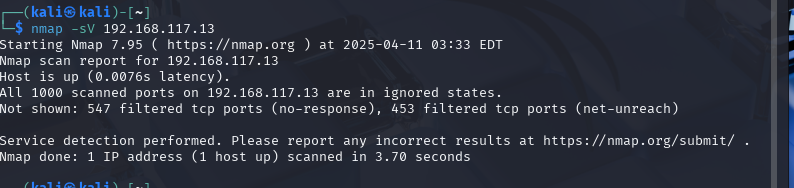 ┌──(kali㉿kali)-[~]
└─$ nmap -sV 192.168.117.13
Starting Nmap 7.95 ( https://nmap.org ) at 2025-04-11 03:33 EDT
Nmap scan report for 192.168.117.13
Host is up (0.0076s latency).
All 1000 scanned ports on 192.168.117.13 are in ignored states.
Not shown: 547 filtered tcp ports (no-response), 453 filtered tcp ports (net-unreach)
Service detection performed. Please report any incorrect results at https://nmap.org/submit/ .
Nmap done: 1 IP address (1 host up) scanned in 3.70 seconds
┌──(kali㉿kali)-[~]